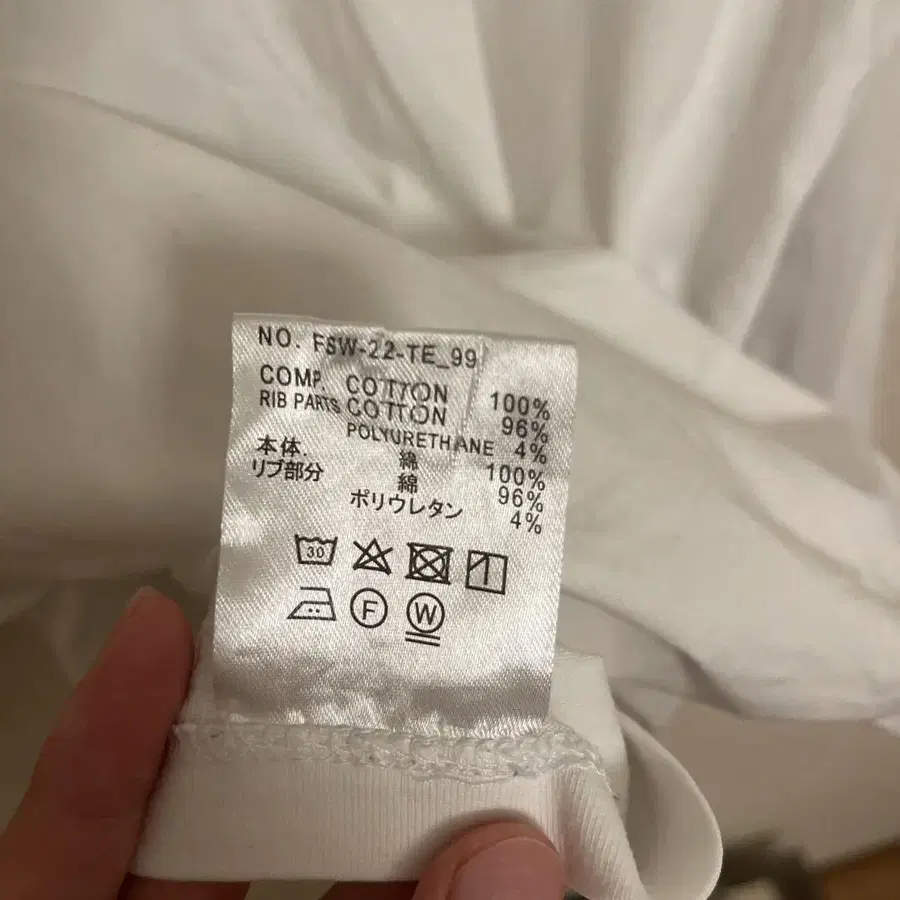 NO. FSW-22-TE_99
COMP. COTTON 100%
RIB PARTS COTTON 96%
POLYURETHANE 4%
本体. 綿 100%
リブ部分 綿 96%
ポリウレタン 4%
30
F W